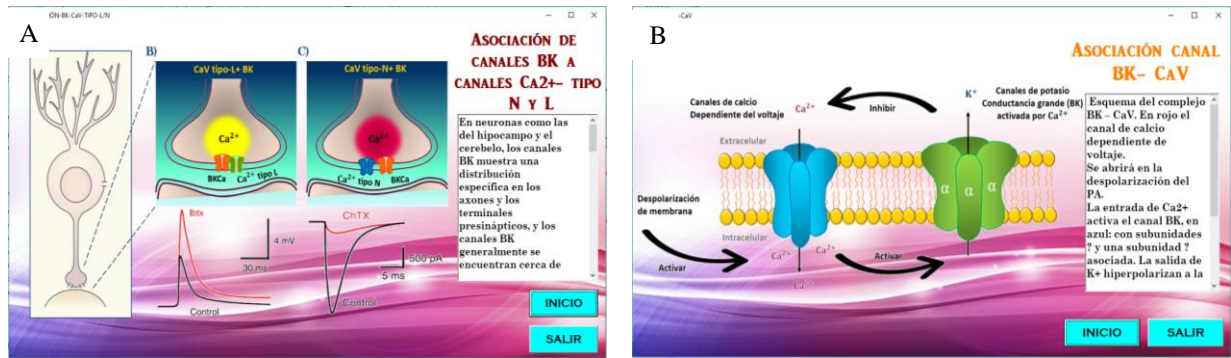 A
IÓN-BK-CaV-TIPO-L/N
B)
C)
CaV tipo-L+ BK
CaV tipo-N+ BK
Ca2+
Ca2+
BKCa
Ca2+ tipo L
Ca2+ tipo N
BKCa
Ibtx
4 mV
30 ms
Control
ChTX
500 pA
5 ms
Control
Asociación de
canales BK a
canales Ca2+- tipo
N y L
En neuronas como las
del hipocampo y el
cerebelo, los canales
BK muestra una
distribución
específica en los
axones y los
terminales
presinápticos, y los
canales BK
generalmente se
encuentran cerca de
INICIO
SALIR
B
-CaV
Asociación canal
BK- CaV
Canales de calcio
Dependiente del voltaje
Ca2+
Inhibir
K+
Canales de potasio
Conductancia grande (BK)
activada por Ca2+
Extracelular
α
α
α
Despolarización
de membrana
Intracelular
Activar
Ca2+
Ca2+
Activar
Esquema del complejo
BK – CaV. En rojo el
canal de calcio
dependiente de
voltaje.
Se abrirá en la
despolarización del
PA.
La entrada de Ca2+
activa el canal BK, en
azul: con subunidades
? y una subunidad ?
asociada. La salida de
K+ hiperpolarizan a la
INICIO
SALIR